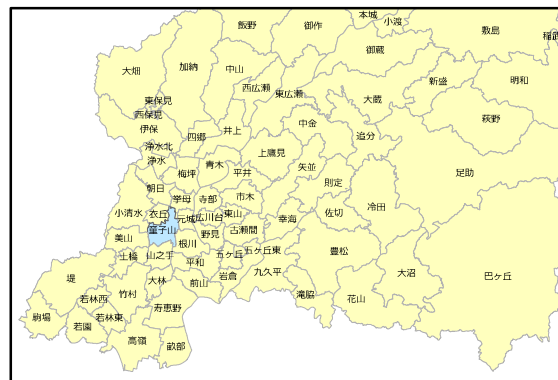 本城
小渡
飯野
御作
敷島
稲武
御蔵
大畑
加納
中山
西広瀬
東広瀬
新盛
明和
東保見
大蔵
西保見
伊保
萩野
四郷
井上
中金
追分
浄水北
浄水
青木
上鷹見
梅坪
平井
矢並
足助
朝日
則定
挙母
寺部
市木
小清水
衣丘
元城
広川台
東山
幸海
佐切
冷田
童子山
野見
古瀬間
美山
根川
土橋
山之手
平和
五ヶ丘
五ヶ丘東
豊松
堤
大林
前山
岩倉
九久平
大沼
巴ケ丘
若林西
竹村
滝脇
花山
駒場
若園
若林東
寿恵野
高嶺
畝部